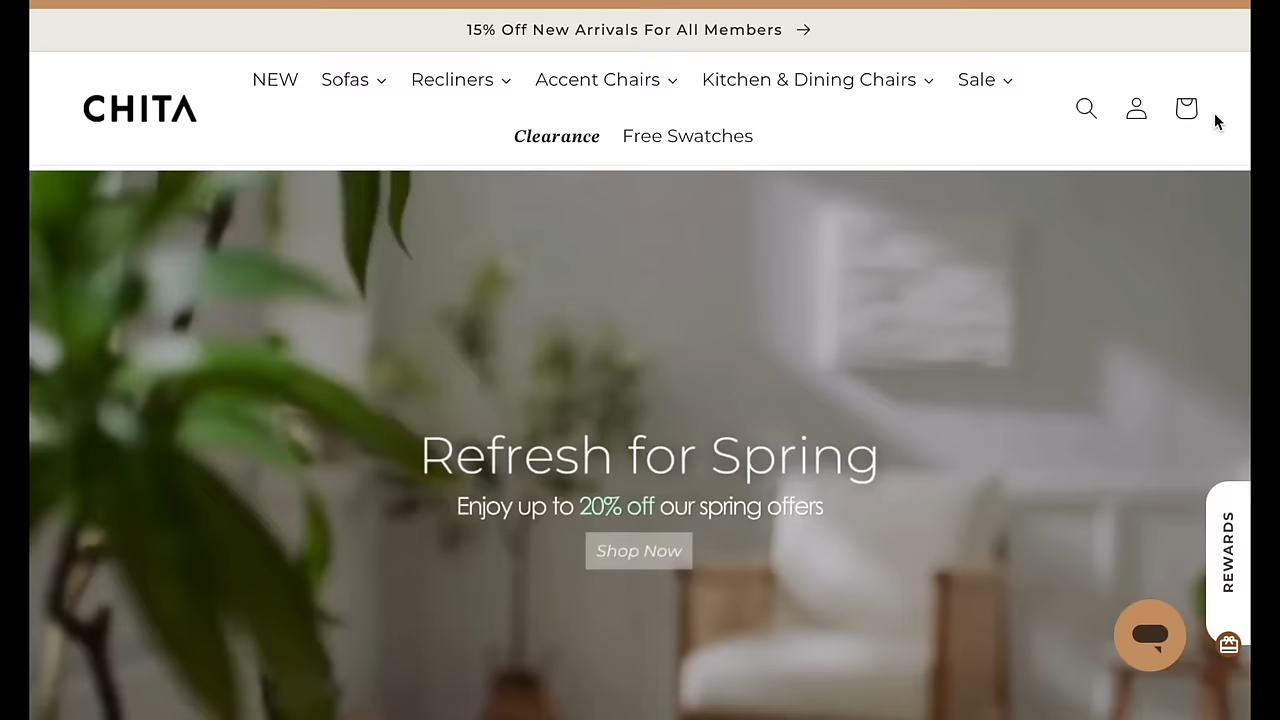 15% Off New Arrivals For All Members
NEW Sofas Recliners Accent Chairs Kitchen & Dining Chairs Sale
CHITA
Clearance Free Swatches
Refresh for Spring
Enjoy up to 20% off our spring offers
Shop Now
REWARDS